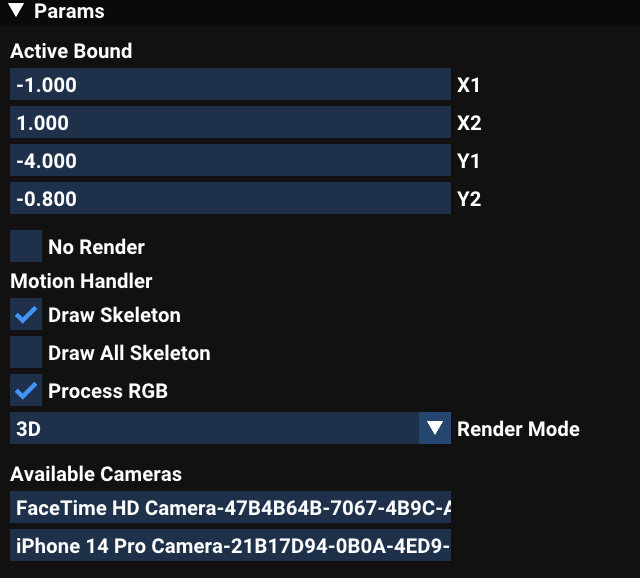 Params
Active Bound
-1.000 X1
1.000 X2
-4.000 Y1
-0.800 Y2
No Render
Motion Handler
Draw Skeleton
Draw All Skeleton
Process RGB
3D Render Mode
Available Cameras
FaceTime HD Camera-47B4B64B-7067-4B9C-A
iPhone 14 Pro Camera-21B17D94-0B0A-4ED9-